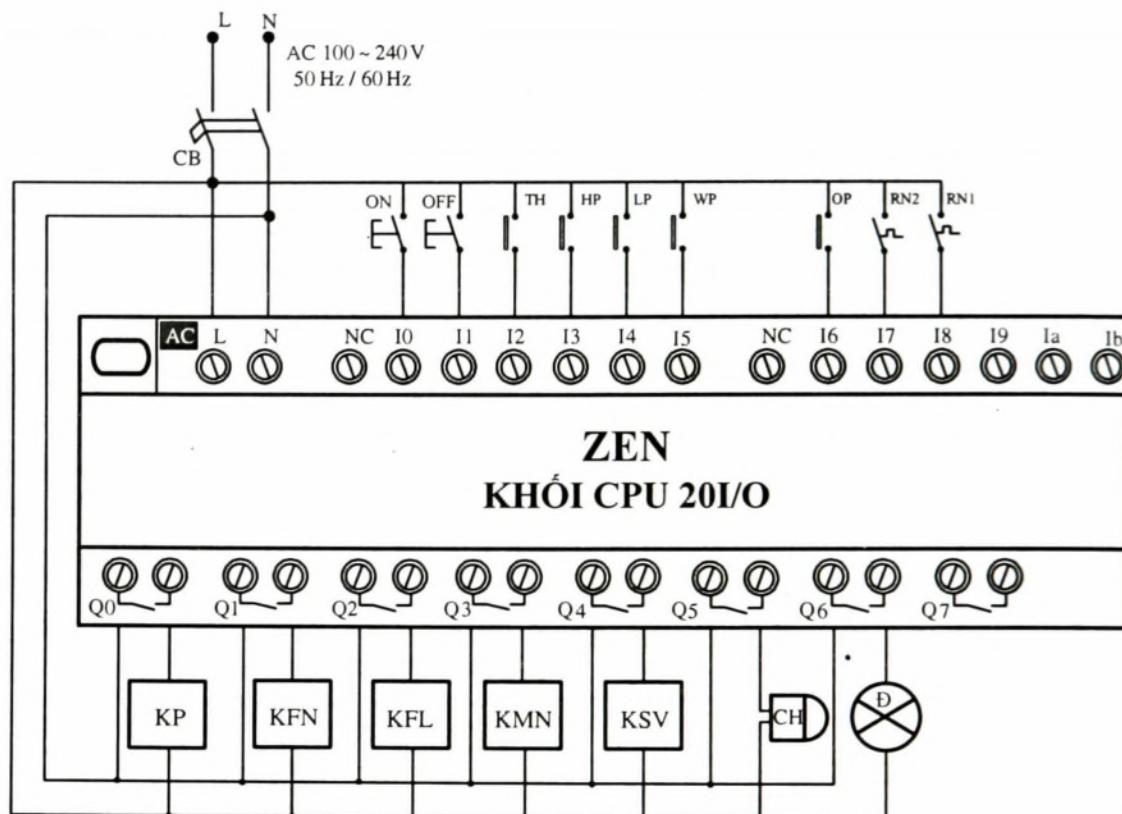 L N
AC 100 ~ 240 V
50 Hz / 60 Hz
CB
ON OFF TH HP LP WP OP RN2 RN1
AC L N NC I0 I1 I2 I3 I4 I5 NC I6 I7 I8 I9 Ia Ib
ZEN
KHỐI CPU 20I/O
Q0 Q1 Q2 Q3 Q4 Q5 Q6 Q7
KP KFN KFL KMN KSV CH Đ